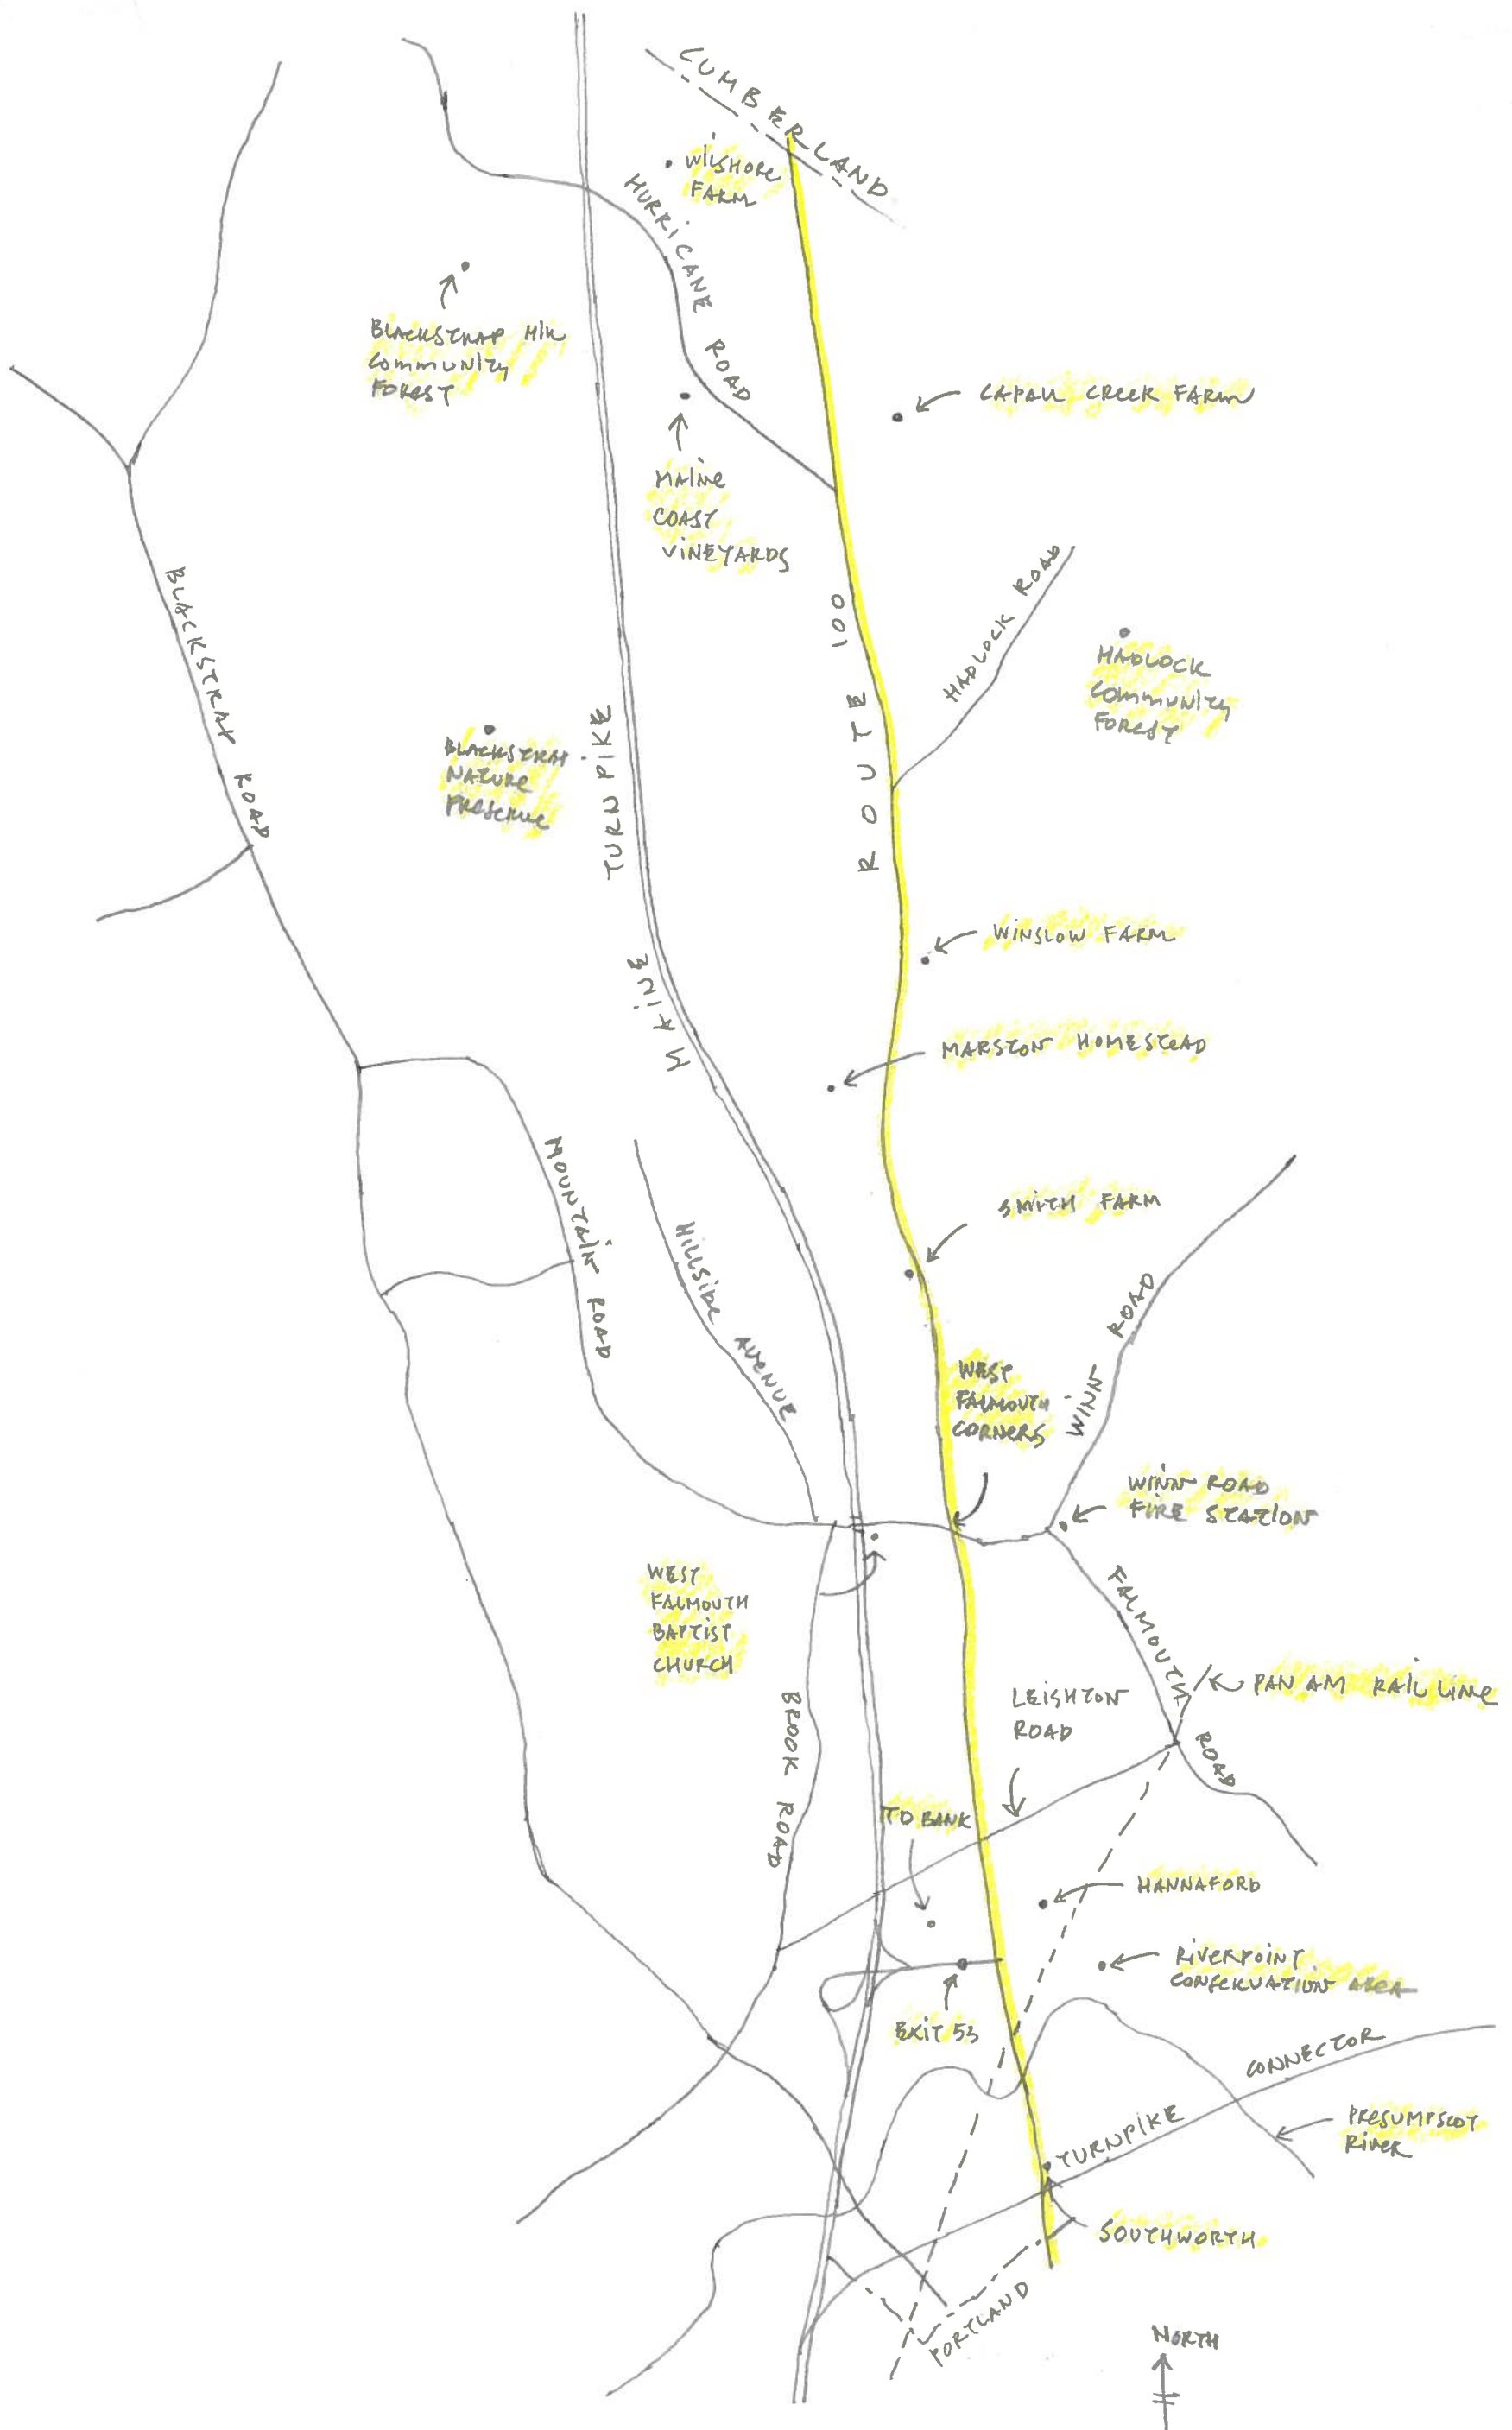 CUMBERLAND
WILSHORE
FARM
HURRICANE ROAD
BLACKSTRAP HILL
COMMUNITY
FOREST
CAPALL CREEK FARM
MAINE
COAST
VINEYARDS
BLACKSTRAP ROAD
ROUTE 100
HADLOCK ROAD
HADLOCK
COMMUNITY
FOREST
MAINE TURNPIKE
BLACKSTRAP
NATURE
PRESERVE
WINSLOW FARM
MARSTON HOMESTEAD
MOUNTAIN ROAD
SMITH FARM
HILLSIDE AVENUE
WINN ROAD
WEST
FALMOUTH
CORNERS
WINN ROAD
FIRE STATION
WEST
FALMOUTH
BAPTIST
CHURCH
FALMOUTH ROAD
PAN AM RAIL LINE
LEIGHTON
ROAD
BROOK ROAD
TD BANK
HANNAFORD
RIVERPOINT
CONSERVATION AREA
EXIT 53
TURNPIKE CONNECTOR
PRESUMPSCOT
RIVER
SOUTHWORTH
PORTLAND
NORTH